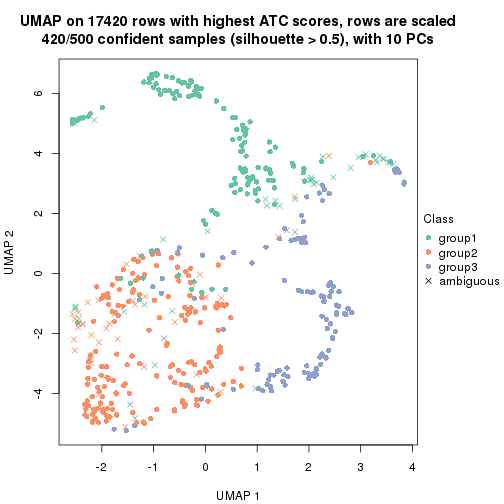 UMAP on 17420 rows with highest ATC scores, rows are scaled
420/500 confident samples (silhouette > 0.5), with 10 PCs
6
4
2
0
-2
-4
UMAP 2
-2
-1
0
1
2
3
4
UMAP 1
Class
group1
group2
group3
ambiguous